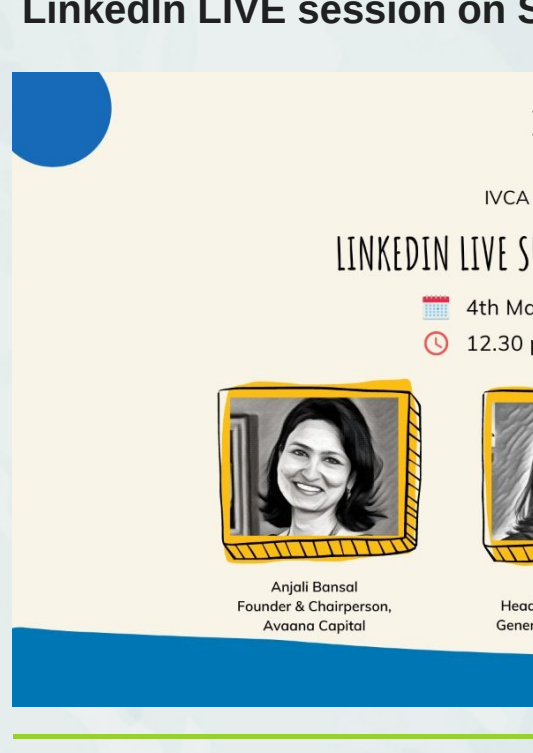 LinkedIn LIVE session on S
IVCA
LINKEDIN LIVE S
4th Ma
12.30 p
Anjali Bansal
Founder & Chairperson,
Avaana Capital
Head
Gener